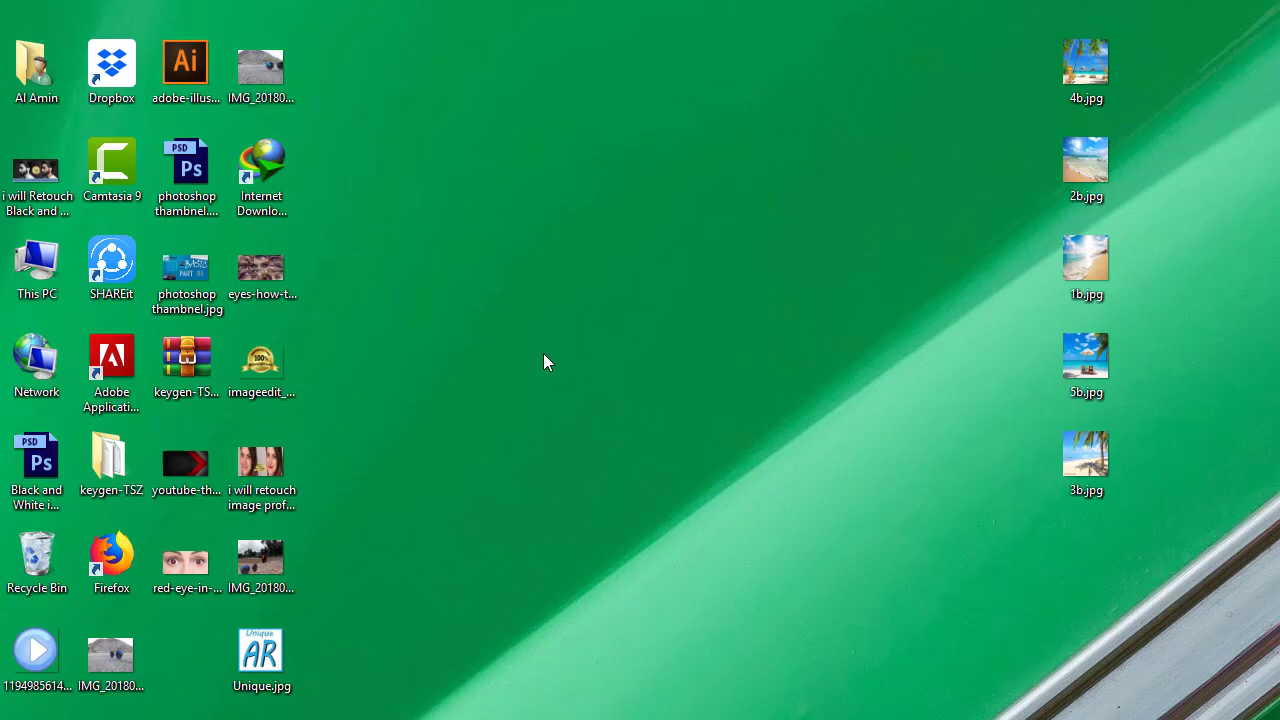 Al Amin
Dropbox
Ai
adobe-illus...
IMG_20180...
4b.jpg
i will Retouch
Black and ...
Camtasia 9
PSD
Ps
photoshop
thambnel....
Internet
Downlo...
2b.jpg
This PC
SHAREit
BASIC
PART
photoshop
thambnel.jpg
eyes-how-t...
1b.jpg
Network
Adobe
Applicati...
keygen-TS...
100%
imageedit_...
5b.jpg
PSD
Ps
Black and
White i...
keygen-TSZ
youtube-th...
i will retouch
image prof...
3b.jpg
Recycle Bin
Firefox
red-eye-in-...
IMG_20180...
1194985614...
IMG_20180...
Unique
AR
Unique.jpg